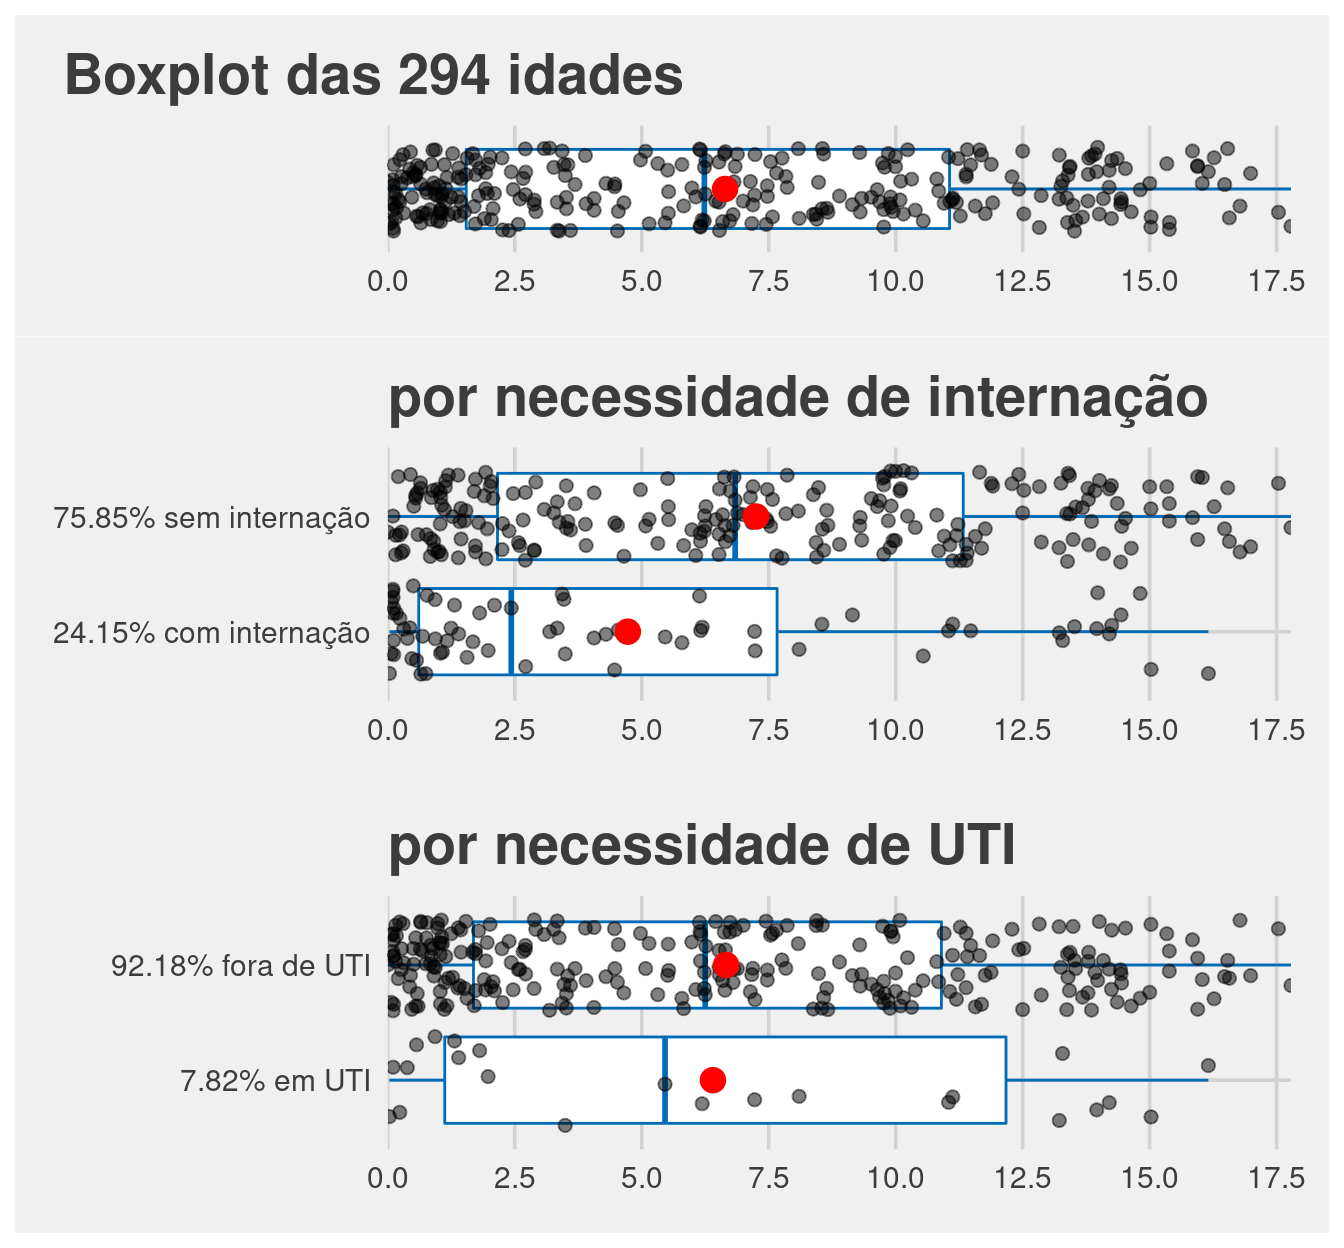 Boxplot das 294 idades
0.0 2.5 5.0 7.5 10.0 12.5 15.0 17.5
por necessidade de internação
75.85% sem internação
24.15% com internação
0.0 2.5 5.0 7.5 10.0 12.5 15.0 17.5
por necessidade de UTI
92.18% fora de UTI
7.82% em UTI
0.0 2.5 5.0 7.5 10.0 12.5 15.0 17.5